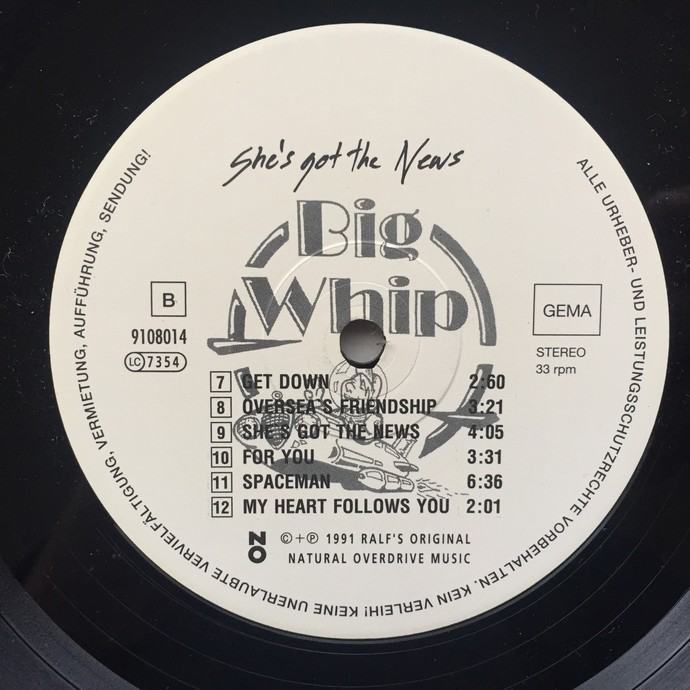 She's got the News
Big
Whip
B
9108014
LC 7354
GEMA
STEREO
33 rpm
7 GET DOWN 2:60
8 OVERSEA'S FRIENDSHIP 3:21
9 SHE'S GOT THE NEWS 4:05
10 FOR YOU 3:31
11 SPACEMAN 6:36
12 MY HEART FOLLOWS YOU 2:01
NO
©+℗ 1991 RALF'S ORIGINAL
NATURAL OVERDRIVE MUSIC
ALLE URHEBER- UND LEISTUNGSSCHUTZRECHTE VORBEHALTEN. KEIN VERLEIH! KEINE UNERLAUBTE VERVIELFÄLTIGUNG, VERMIETUNG, AUFFÜHRUNG, SENDUNG!